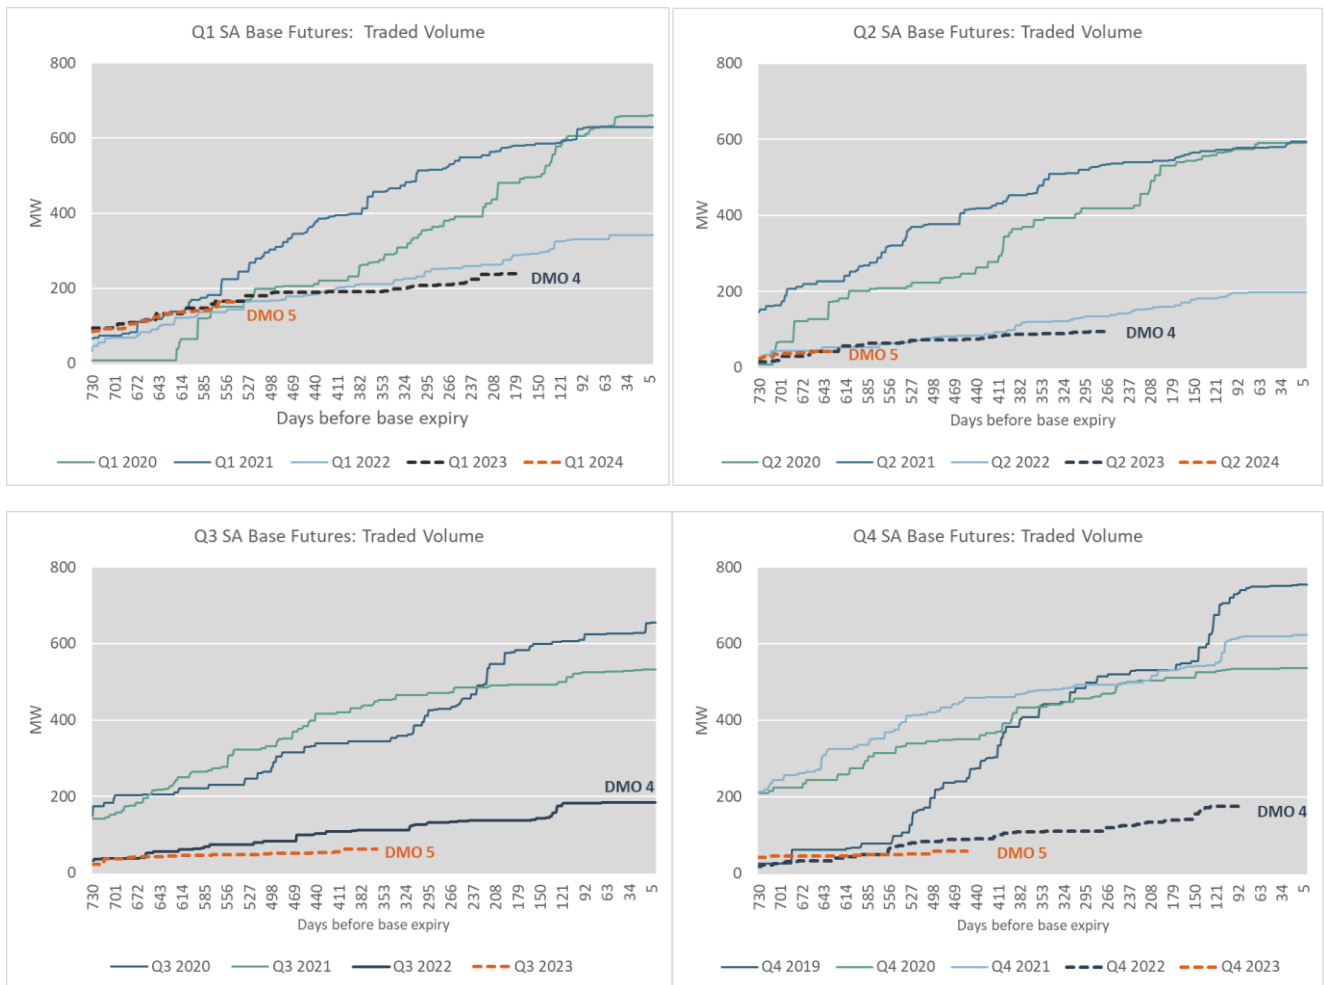 Q1 SA Base Futures: Traded Volume
800
600
400
200
0
MW
DMO 4
DMO 5
730 701 672 643 614 585 556 527 498 469 440 411 382 353 324 295 266 237 208 179 150 121 92 63 34 5
Days before base expiry
Q1 2020 Q1 2021 Q1 2022 Q1 2023 Q1 2024
Q2 SA Base Futures: Traded Volume
800
600
400
200
0
MW
DMO 4
DMO 5
730 701 672 643 614 585 556 527 498 469 440 411 382 353 324 295 266 237 208 179 150 121 92 63 34 5
Days before base expiry
Q2 2020 Q2 2021 Q2 2022 Q2 2023 Q2 2024
Q3 SA Base Futures: Traded Volume
800
600
400
200
0
MW
DMO 4
DMO 5
730 701 672 643 614 585 556 527 498 469 440 411 382 353 324 295 266 237 208 179 150 121 92 63 34 5
Days before base expiry
Q3 2020 Q3 2021 Q3 2022 Q3 2023
Q4 SA Base Futures: Traded Volume
800
600
400
200
0
MW
DMO 4
DMO 5
730 701 672 643 614 585 556 527 498 469 440 411 382 353 324 295 266 237 208 179 150 121 92 63 34 5
Days before base expiry
Q4 2019 Q4 2020 Q4 2021 Q4 2022 Q4 2023